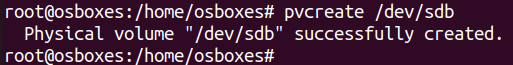 root@osboxes:/home/osboxes# pvcreate /dev/sdb
  Physical volume "/dev/sdb" successfully created.
root@osboxes:/home/osboxes#